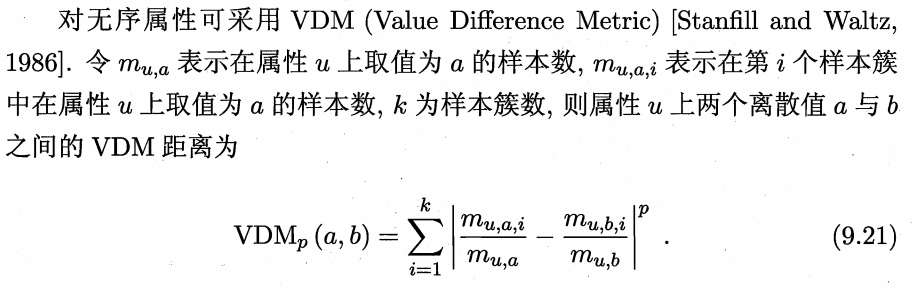 对无序属性可采用 VDM (Value Difference Metric) [Stanfill and Waltz,
1986]. 令 m_{u,a} 表示在属性 u 上取值为 a 的样本数, m_{u,a,i} 表示在第 i 个样本簇
中在属性 u 上取值为 a 的样本数, k 为样本簇数, 则属性 u 上两个离散值 a 与 b
之间的 VDM 距离为
VDM_p (a, b) = \sum_{i=1}^{k} \left| \frac{m_{u,a,i}}{m_{u,a}} - \frac{m_{u,b,i}}{m_{u,b}} \right|^p . (9.21)